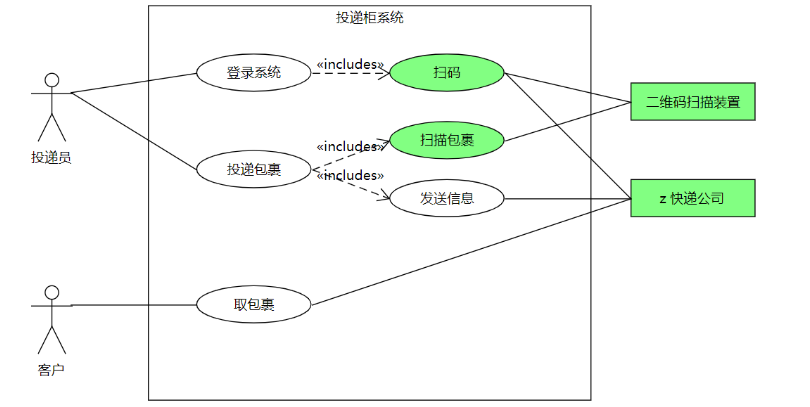 投递柜系统
登录系统
«includes»
扫码
二维码扫描装置
投递员
«includes»
扫描包裹
投递包裹
«includes»
发送信息
z 快递公司
取包裹
客户